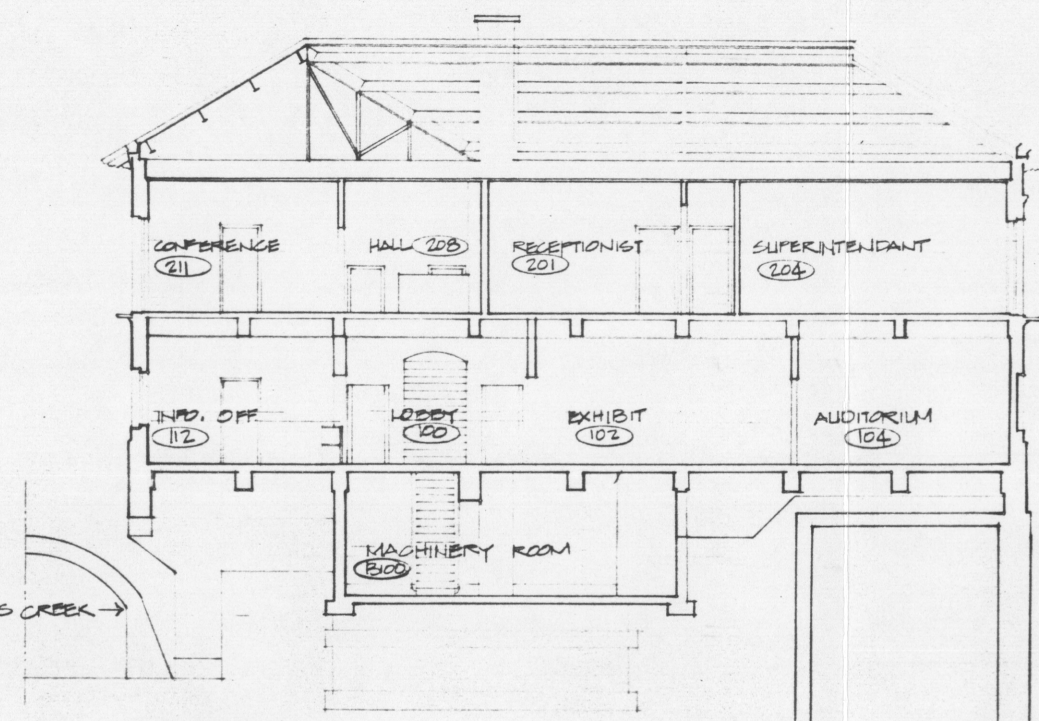 CONFERENCE
211
HALL 208
RECEPTIONIST
201
SUPERINTENDANT
204
INFO. OFF
112
LOBBY
100
EXHIBIT
102
AUDITORIUM
104
MACHINERY ROOM
B100
S CREEK